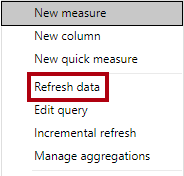 New measure
New column
New quick measure
Refresh data
Edit query
Incremental refresh
Manage aggregations